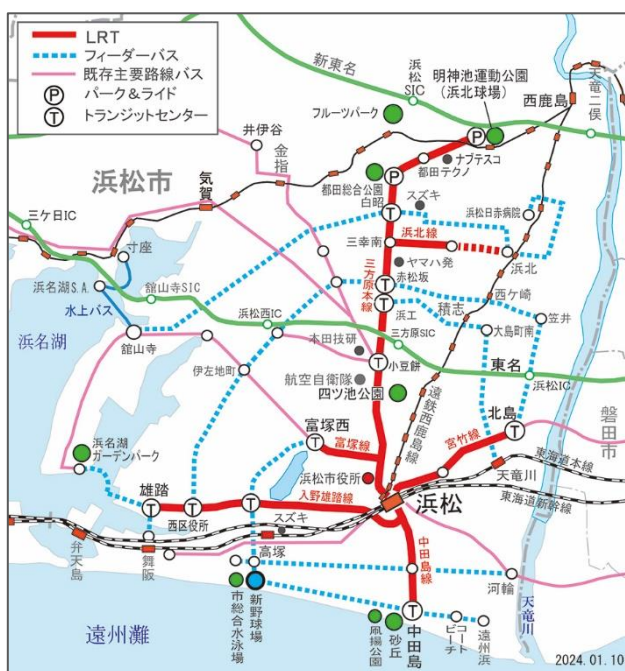 LRT
フィーダーバス
既存主要路線バス
P パーク&ライド
T トランジットセンター
新東名
浜松
SIC
明神池運動公園
(浜北球場)
フルーツパーク
西鹿島
天竜二俣
井伊谷
金指
P
ナブテスコ
都田テクノ
P
都田総合公園
白昭
T
スズキ
浜松日赤病院
浜松市
気賀
三ケ日IC
寸座
三幸南
浜北線
浜北
ヤマハ発
三方原本線
浜名湖S.A.
舘山寺SIC
水上バス
T
赤松坂
西ヶ崎
T
浜工
積志
笠井
浜松西IC
三方原SIC
大島町南
浜名湖
舘山寺
本田技研
T
小豆餅
東名
伊左地町
航空自衛隊
四ツ池公園
浜松IC
遠鉄西鹿島線
北島
T
磐田市
富塚西
T
富塚線
宮竹線
浜名湖
ガーデンパーク
浜松市役所
天竜川
東海道本線
雄踏
T
T
西区役所
T
入野雄踏線
浜松
東海道新幹線
スズキ
弁天島
舞阪
高塚
中田島線
河輪
市総合水泳場
新野球場
T
中田島
凧揚公園
砂丘
コート
ビーチ
遠州浜
天竜川
遠州灘
2024.01.10